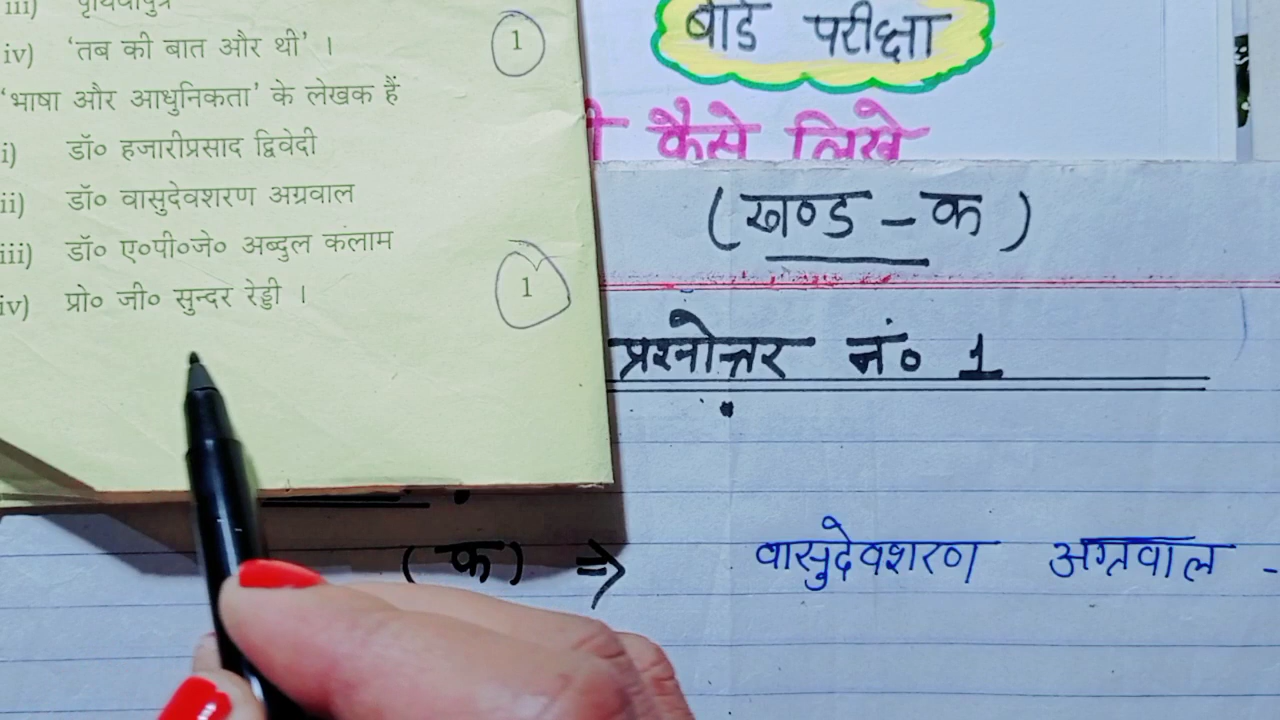 iii) पृथिवीपुत्र
iv) 'तब की बात और थी' । 1
'भाषा और आधुनिकता' के लेखक हैं
i) डॉ० हजारीप्रसाद द्विवेदी
ii) डॉ० वासुदेवशरण अग्रवाल
iii) डॉ० ए०पी०जे० अब्दुल कलाम
iv) प्रो० जी० सुन्दर रेड्डी । 1
बोर्ड परीक्षा
कैसे लिखे
(खण्ड – क)
प्रश्नोत्तर नं० 1
(क) ⇒ वासुदेवशरण अग्रवाल -